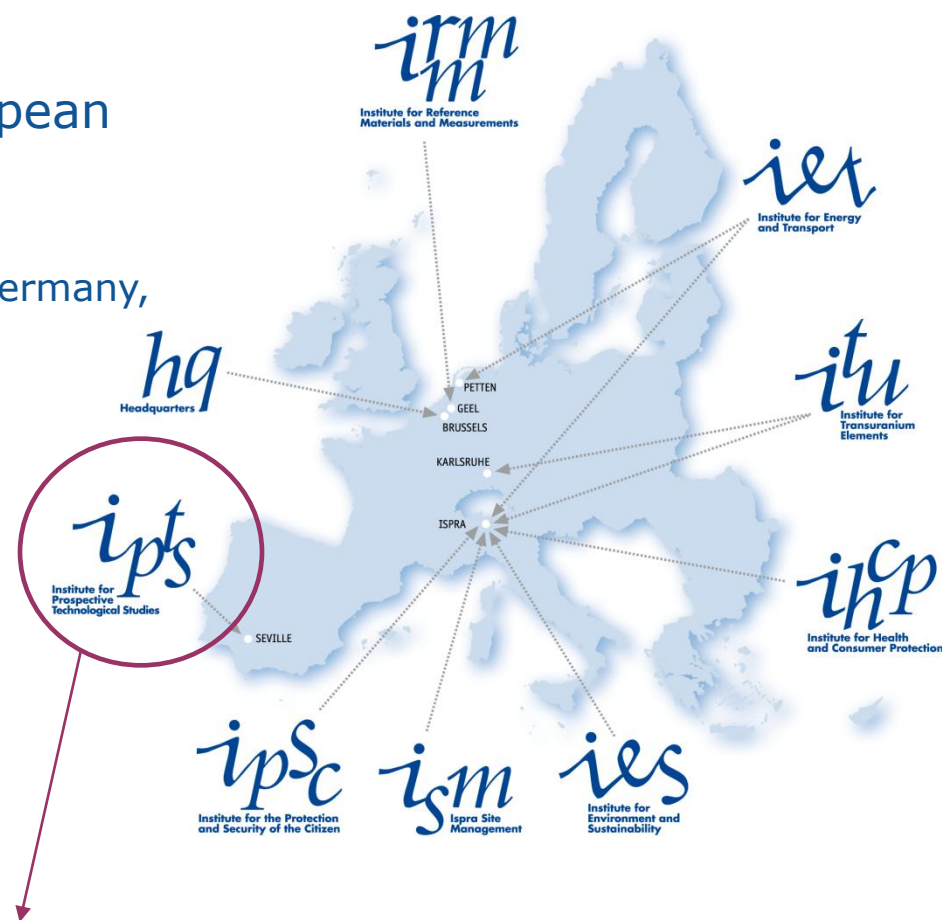 pean
ermany,
irmm
Institute for Reference
Materials and Measurements
iet
Institute for Energy
and Transport
hq
Headquarters
PETTEN
GEEL
BRUSSELS
itu
Institute for
Transuranium
Elements
KARLSRUHE
ISPRA
ipts
Institute for
Prospective
Technological Studies
SEVILLE
ihcp
Institute for Health
and Consumer Protection
ipsc
Institute for the Protection
and Security of the Citizen
ism
Ispra Site
Management
ies
Institute for
Environment and
Sustainability